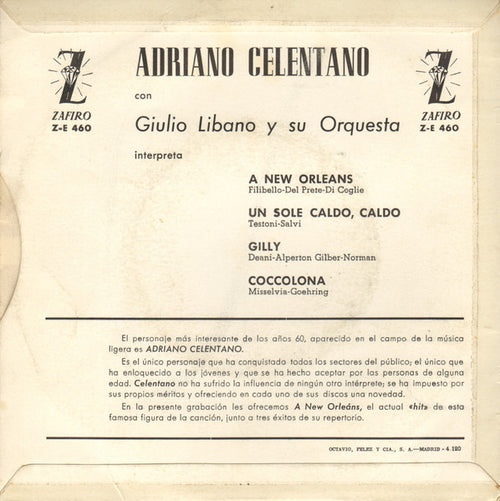 ADRIANO CELENTANO
ZAFIRO
Z-E 460
ZAFIRO
Z-E 460
con
Giulio Libano y su Orquesta
interpreta
A NEW ORLEANS
Filibello-Del Prete-Di Coglie
UN SOLE CALDO, CALDO
Testoni-Salvi
GILLY
Deani-Alperton Gilber-Norman
COCCOLONA
Misselvia-Goehring
El personaje más interesante de los años 60, aparecido en el campo de la música
ligera es ADRIANO CELENTANO.
Es el único personaje que ha conquistado todos los sectores del público; el único que
ha enloquecido a los jóvenes y que se ha hecho aceptar por las personas de alguna
edad. Celentano no ha sufrido la influencia de ningún otro intérprete; se ha impuesto por
sus propios méritos y ofreciendo en cada uno de sus discos una novedad.
En la presente grabación les ofrecemos A New Orleáns, el actual «hit» de esta
famosa figura de la canción, junto a tres éxitos de su repertorio.
OCTAVIO, FELEZ Y CIA., S. A.—MADRID - 4.120